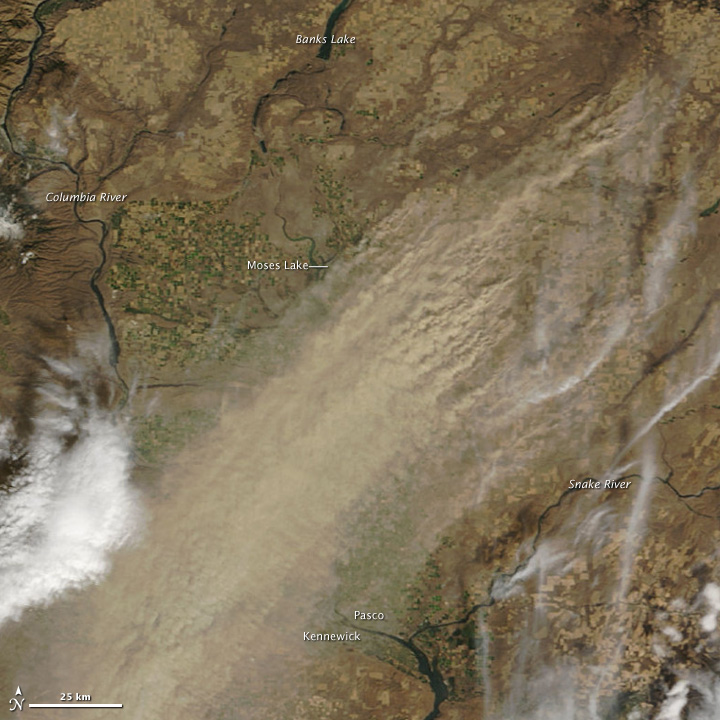 Banks Lake
Columbia River
Moses Lake
Snake River
Pasco
Kennewick
N
25 km